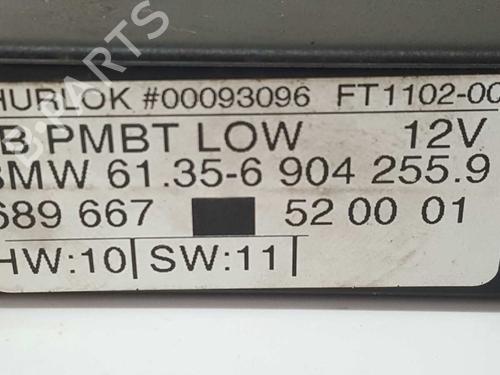 HURLOK #00093096 FT1102-00
B PMBT LOW 12V
BMW 61.35-6 904 255.9
689 667 52 00 01
HW:10 SW:11